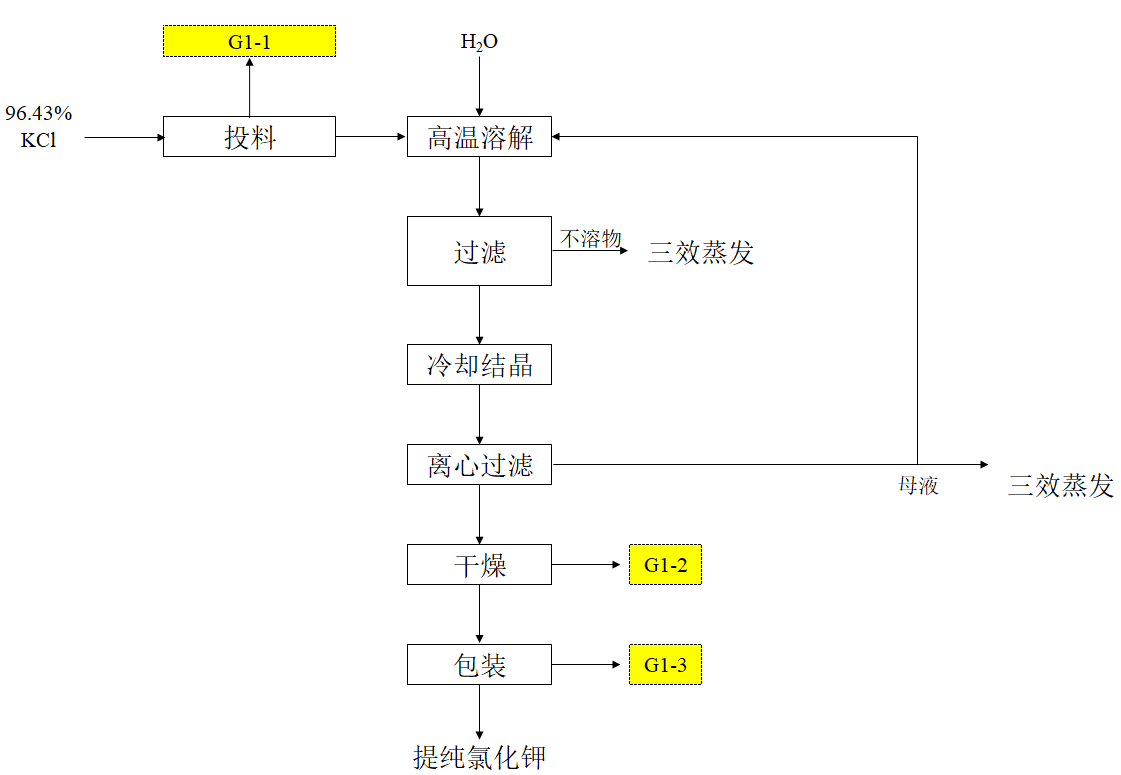 G1-1
H₂O
96.43%
KCl
投料
高温溶解
过滤
不溶物
三效蒸发
冷却结晶
离心过滤
母液
三效蒸发
干燥
G1-2
包装
G1-3
提纯氯化钾